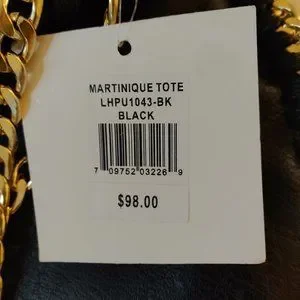 MARTINIQUE TOTE
LHPU1043-BK
BLACK
7 09752 03226 9
$98.00